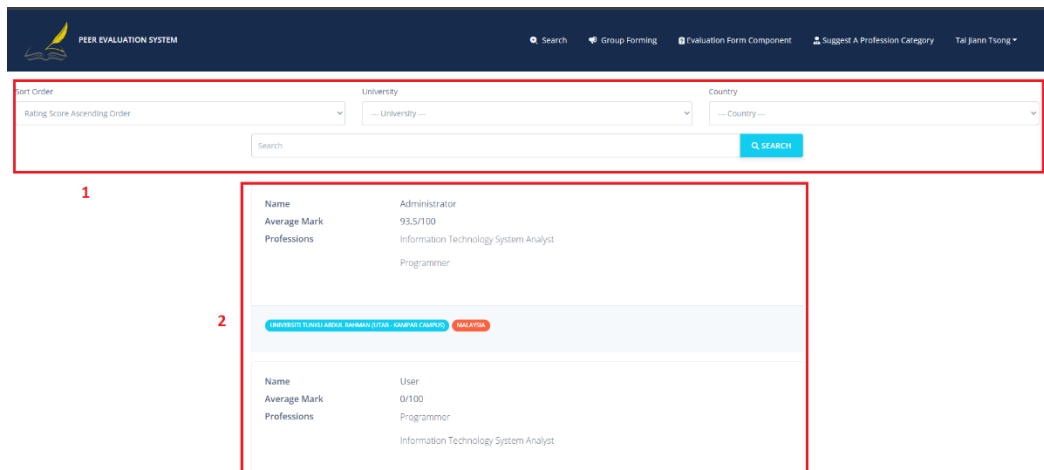 PEER EVALUATION SYSTEM
Search Group Forming Evaluation Form Component Suggest A Profession Category Tai Jiann Tsong
Sort Order University Country
Rating Score Ascending Order --- University --- --- Country ---
Search SEARCH
1
Name Administrator
Average Mark 93.5/100
Professions Information Technology System Analyst
Programmer
2
UNIVERSITI TUNKU ABDUL RAHMAN (UTAR - KAMPAR CAMPUS) MALAYSIA
Name User
Average Mark 0/100
Professions Programmer
Information Technology System Analyst